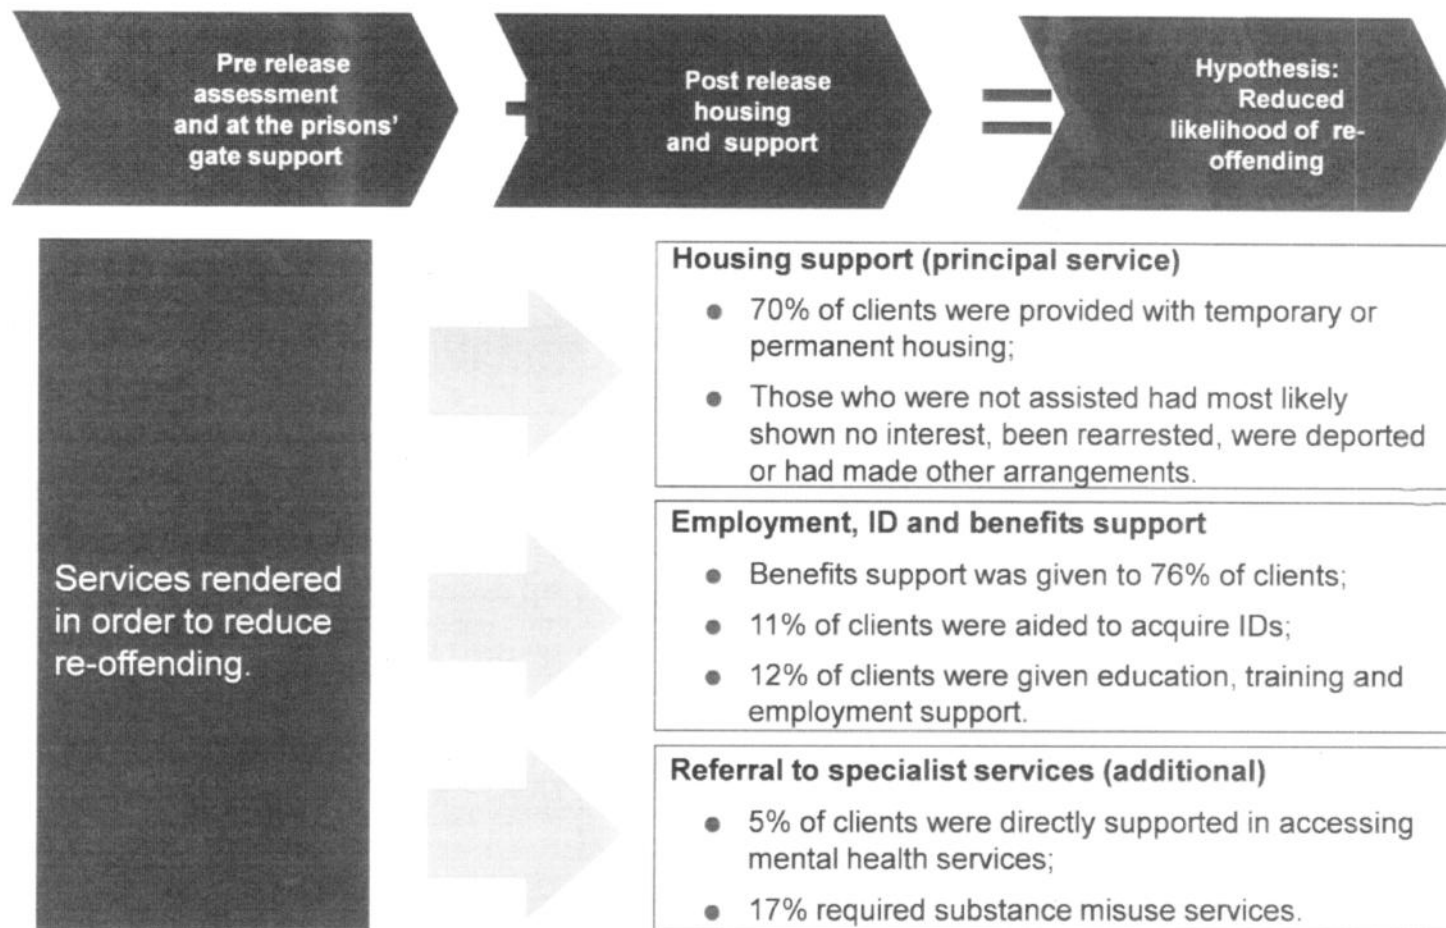 Pre release
assessment
and at the prisons'
gate support
Post release
housing
and support
=
Hypothesis:
Reduced
likelihood of re-
offending
Services rendered
in order to reduce
re-offending.
Housing support (principal service)
● 70% of clients were provided with temporary or
permanent housing;
● Those who were not assisted had most likely
shown no interest, been rearrested, were deported
or had made other arrangements.
Employment, ID and benefits support
● Benefits support was given to 76% of clients;
● 11% of clients were aided to acquire IDs;
● 12% of clients were given education, training and
employment support.
Referral to specialist services (additional)
● 5% of clients were directly supported in accessing
mental health services;
● 17% required substance misuse services.